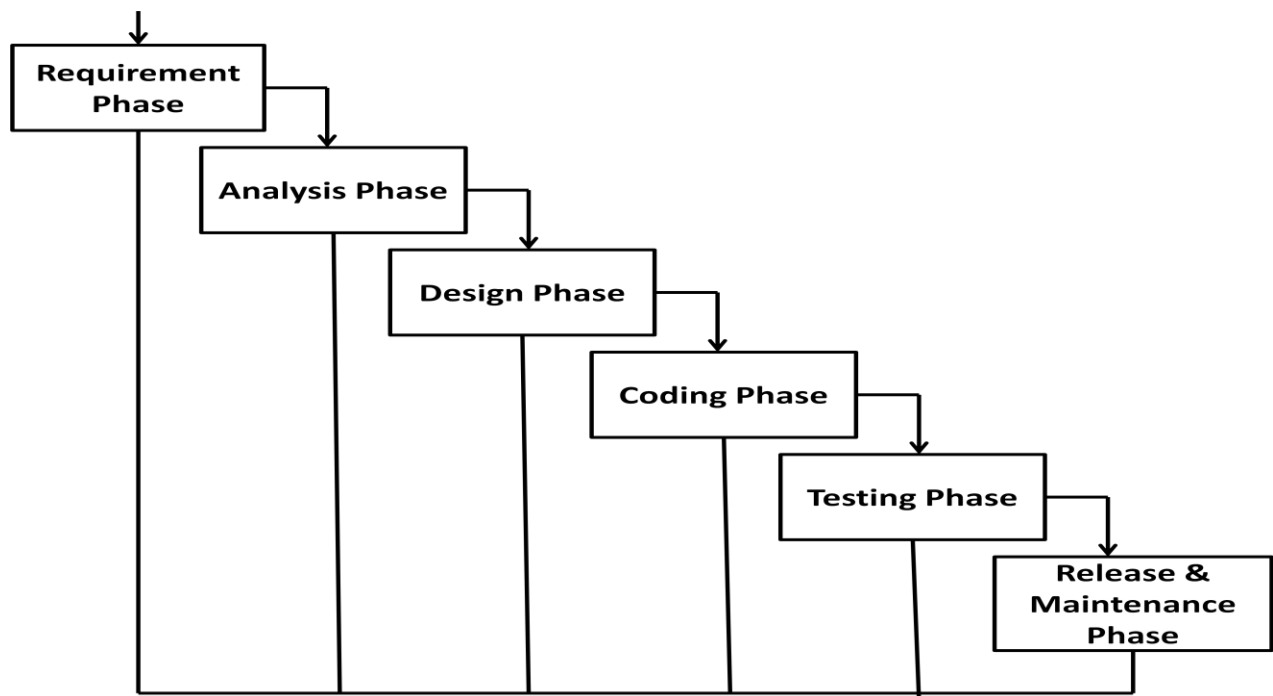 Requirement
Phase
Analysis Phase
Design Phase
Coding Phase
Testing Phase
Release &
Maintenance
Phase